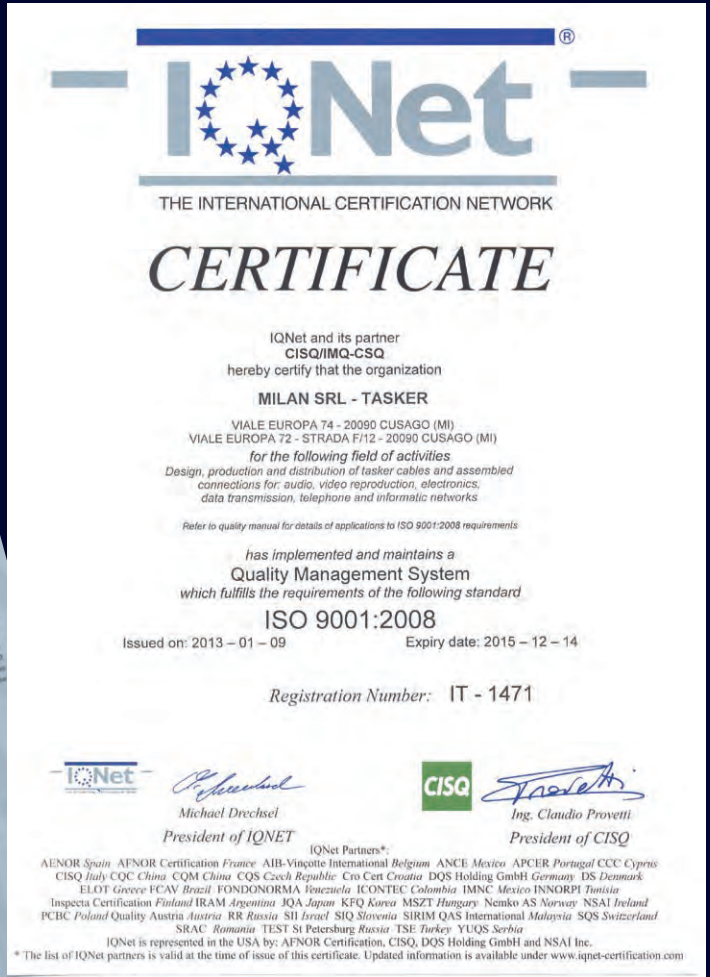 ®
IQNet
THE INTERNATIONAL CERTIFICATION NETWORK
CERTIFICATE
IQNet and its partner
CISQ/IMQ-CSQ
hereby certify that the organization
MILAN SRL - TASKER
VIALE EUROPA 74 - 20090 CUSAGO (MI)
VIALE EUROPA 72 - STRADA F/12 - 20090 CUSAGO (MI)
for the following field of activities
Design, production and distribution of tasker cables and assembled
connections for: audio, video reproduction, electronics,
data transmission, telephone and informatic networks
Refer to quality manual for details of applications to ISO 9001:2008 requirements
has implemented and maintains a
Quality Management System
which fulfills the requirements of the following standard
ISO 9001:2008
Issued on: 2013 – 01 – 09 Expiry date: 2015 – 12 – 14
Registration Number: IT - 1471
IQNet
CISQ
Michael Drechsel Ing. Claudio Provetti
President of IQNET President of CISQ
IQNet Partners*:
AENOR Spain AFNOR Certification France AIB-Vinçotte International Belgium ANCE Mexico APCER Portugal CCC Cyprus
CISQ Italy CQC China CQM China CQS Czech Republic Cro Cert Croatia DQS Holding GmbH Germany DS Denmark
ELOT Greece FCAV Brazil FONDONORMA Venezuela ICONTEC Colombia IMNC Mexico INNORPI Tunisia
Inspecta Certification Finland IRAM Argentina JQA Japan KFQ Korea MSZT Hungary Nemko AS Norway NSAI Ireland
PCBC Poland Quality Austria Austria RR Russia SII Israel SIQ Slovenia SIRIM QAS International Malaysia SQS Switzerland
SRAC Romania TEST St Petersburg Russia TSE Turkey YUQS Serbia
IQNet is represented in the USA by: AFNOR Certification, CISQ, DQS Holding GmbH and NSAI Inc.
* The list of IQNet partners is valid at the time of issue of this certificate. Updated information is available under www.iqnet-certification.com